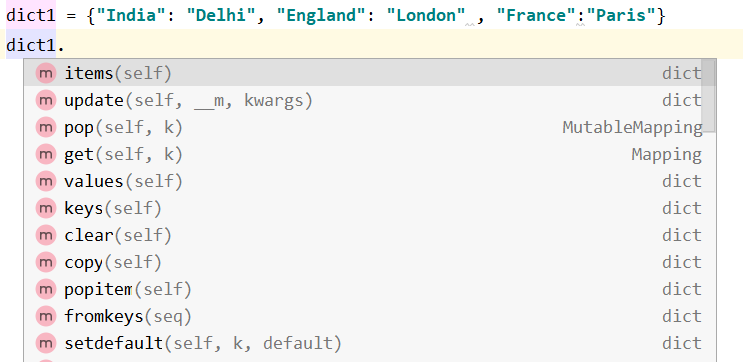 dict1 = {"India": "Delhi", "England": "London" , "France":"Paris"}
dict1.
m items(self) dict
m update(self, __m, kwargs) dict
m pop(self, k) MutableMapping
m get(self, k) Mapping
m values(self) dict
m keys(self) dict
m clear(self) dict
m copy(self) dict
m popitem(self) dict
m fromkeys(seq) dict
m setdefault(self, k, default) dict